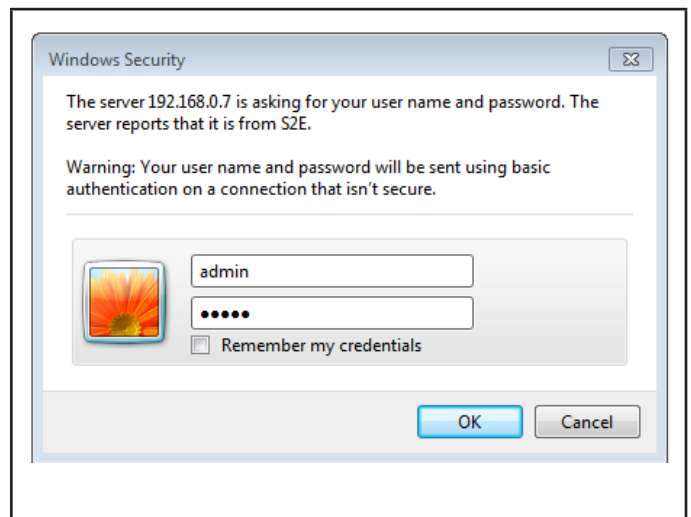 Windows Security
The server 192.168.0.7 is asking for your user name and password. The
server reports that it is from S2E.
Warning: Your user name and password will be sent using basic
authentication on a connection that isn't secure.
admin
•••••
Remember my credentials
OK
Cancel